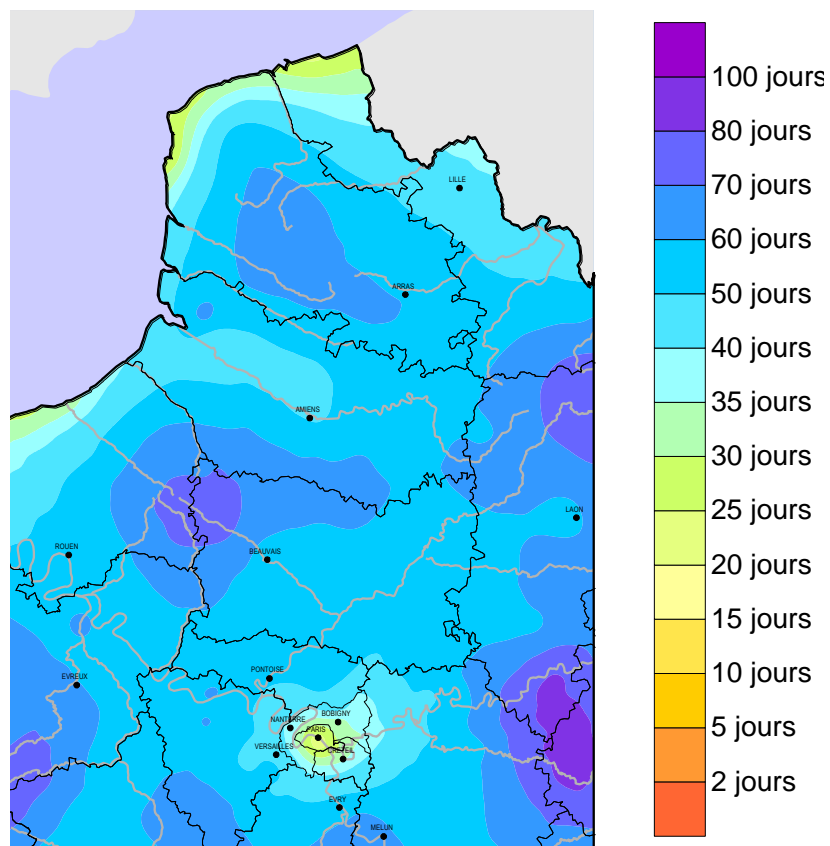 LILLE
ARRAS
AMIENS
LAON
ROUEN
BEAUVAIS
PONTOISE
EVREUX
NANTERRE
BOBIGNY
PARIS
VERSAILLES
CRETEIL
EVRY
MELUN
100 jours
80 jours
70 jours
60 jours
50 jours
40 jours
35 jours
30 jours
25 jours
20 jours
15 jours
10 jours
5 jours
2 jours